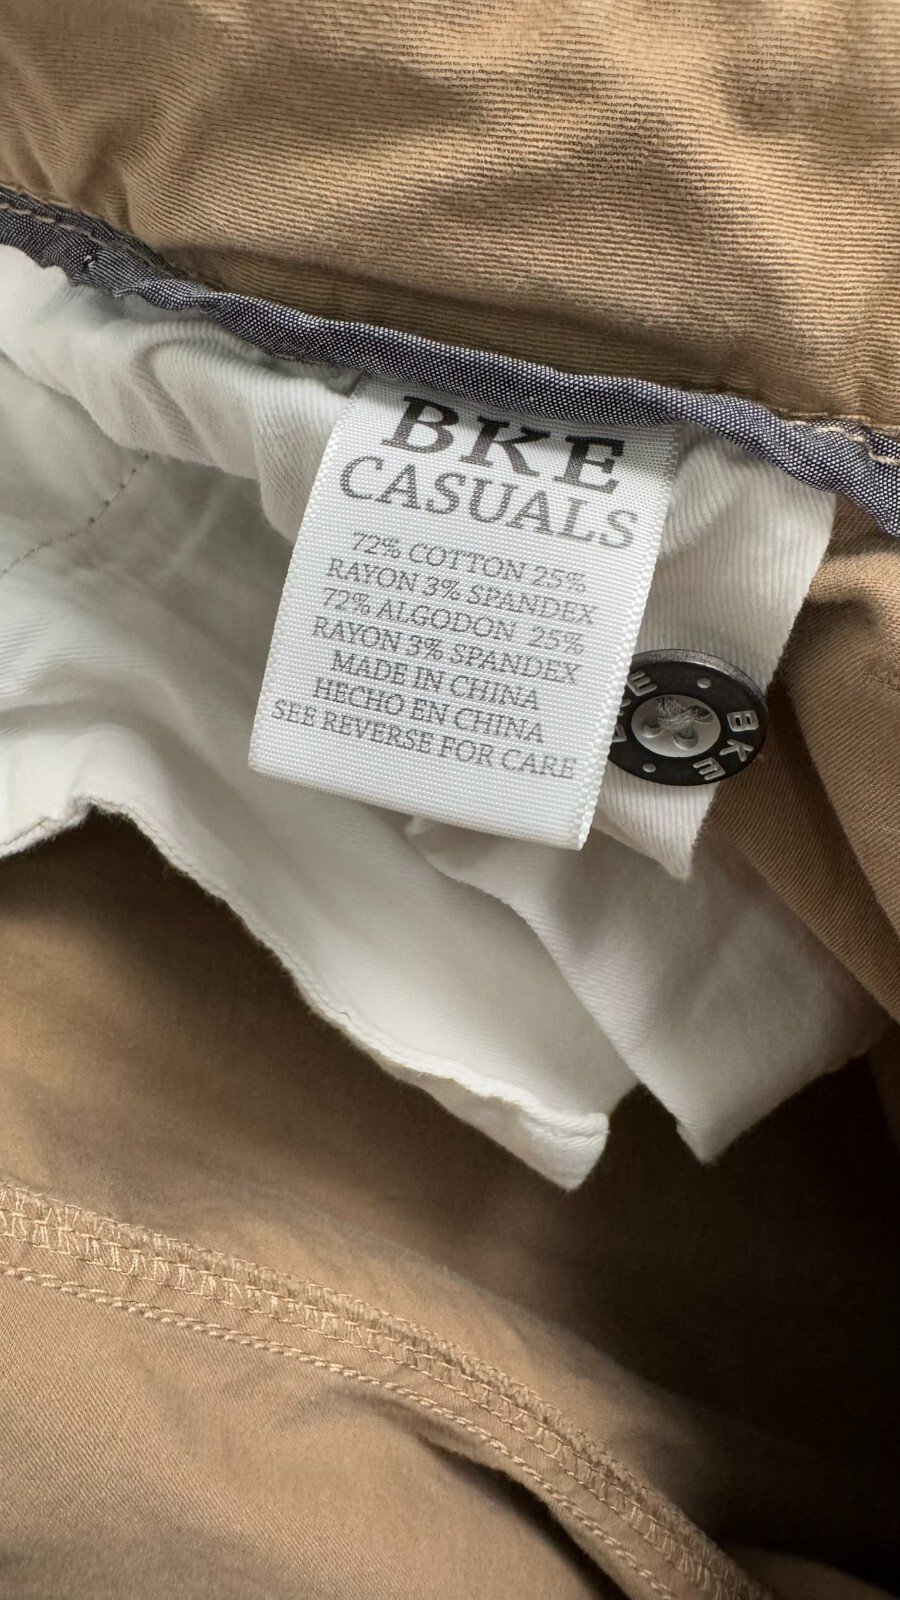 BKE
CASUALS
72% COTTON 25%
RAYON 3% SPANDEX
72% ALGODON 25%
RAYON 3% SPANDEX
MADE IN CHINA
HECHO EN CHINA
SEE REVERSE FOR CARE
BKE